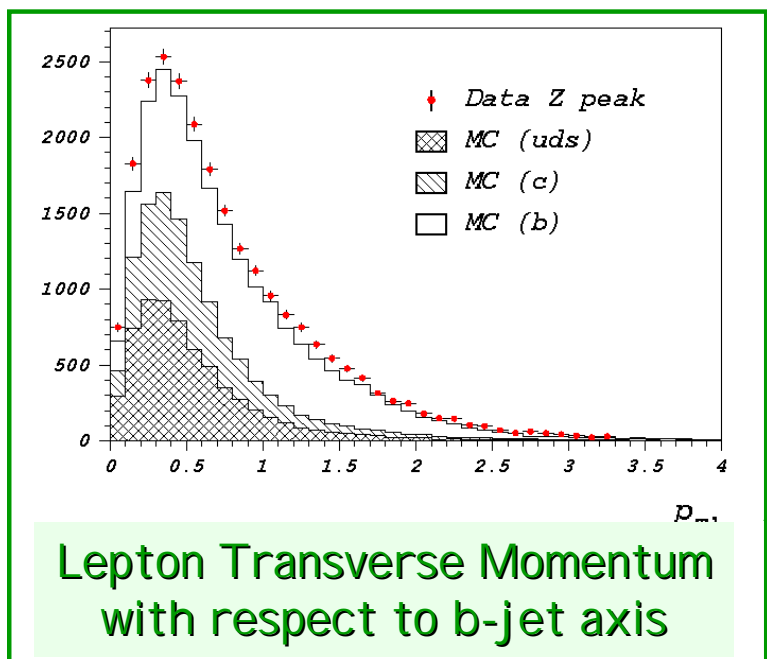 2500
2000
1500
1000
500
0
Data Z peak
MC (uds)
MC (c)
MC (b)
0 0.5 1 1.5 2 2.5 3 3.5 4
Lepton Transverse Momentum
with respect to b-jet axis